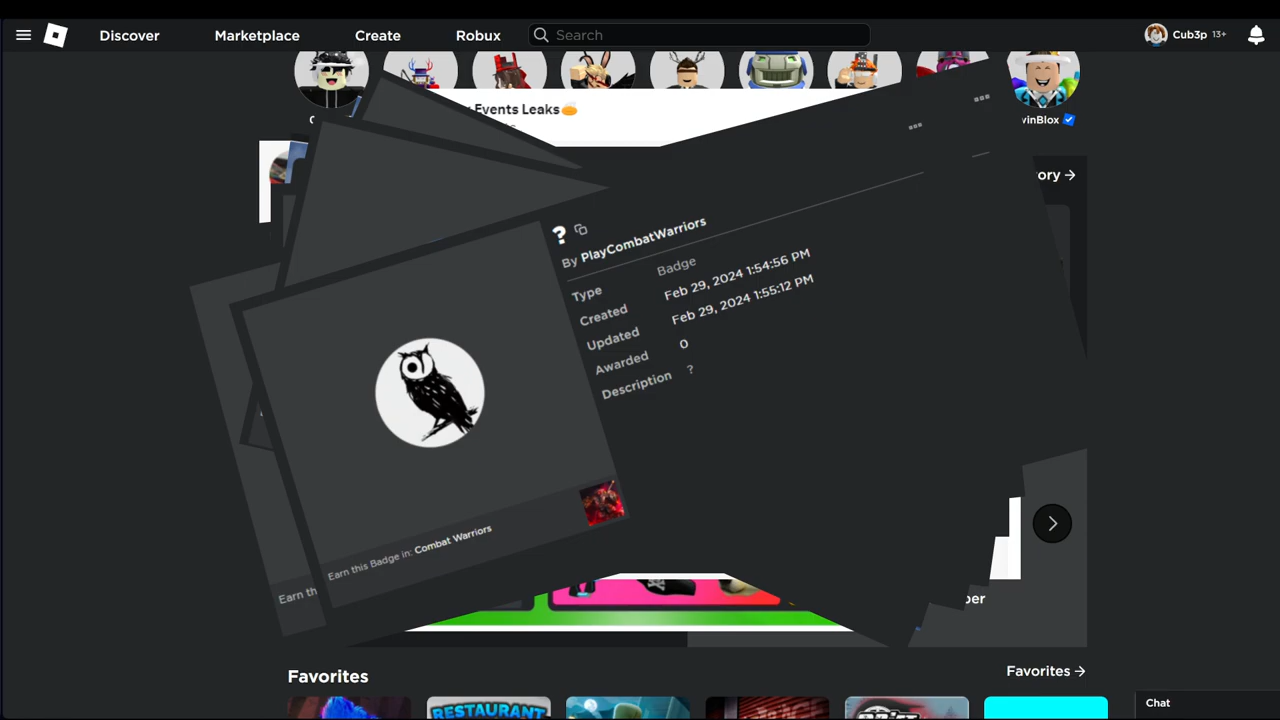 Discover
Marketplace
Create
Robux
Search
Cub3p 13+
Events Leaks
vinBlox
ory →
?
By PlayCombatWarriors
Type Badge
Created Feb 29, 2024 1:54:56 PM
Updated Feb 29, 2024 1:55:12 PM
Awarded 0
Description ?
Earn this Badge in: Combat Warriors
Earn th
ber
Favorites
Favorites →
RESTAURANT
Chat